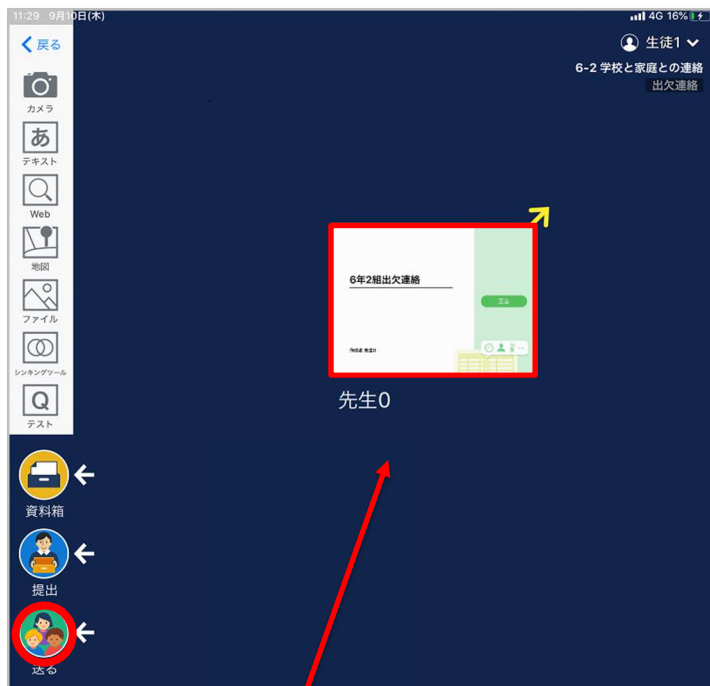 11:29 9月10日(木)
4G 16%
戻る
生徒1
6-2 学校と家庭との連絡
出欠連絡
カメラ
あ
テキスト
Web
地図
ファイル
シンキングツール
Q
テスト
6年2組出欠連絡
先生0
資料箱
提出
送る